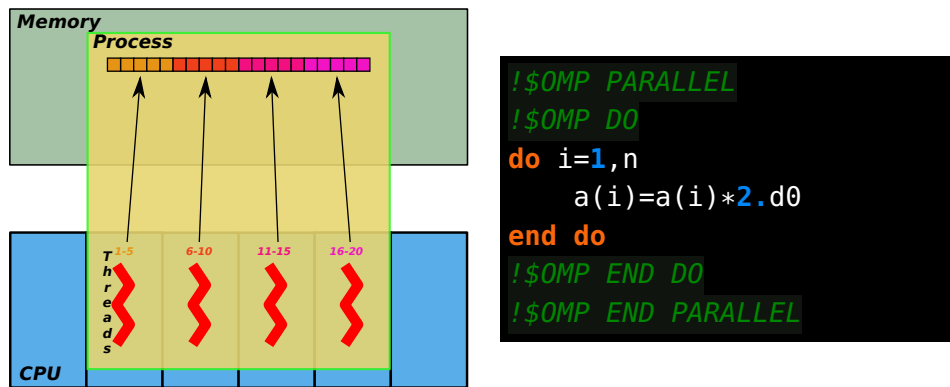 Memory
Process
1-5
6-10
11-15
16-20
Threads
CPU
!$OMP PARALLEL
!$OMP DO
do i=1,n
    a(i)=a(i)*2.d0
end do
!$OMP END DO
!$OMP END PARALLEL